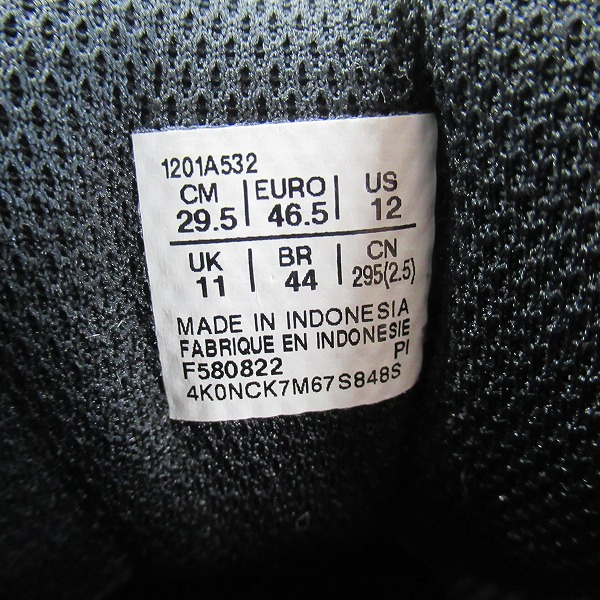 1201A532
CM EURO US
29.5 46.5 12
UK BR CN
11 44 295(2.5)
MADE IN INDONESIA
FABRIQUE EN INDONESIE
F580822 PI
4K0NCK7M67S848S